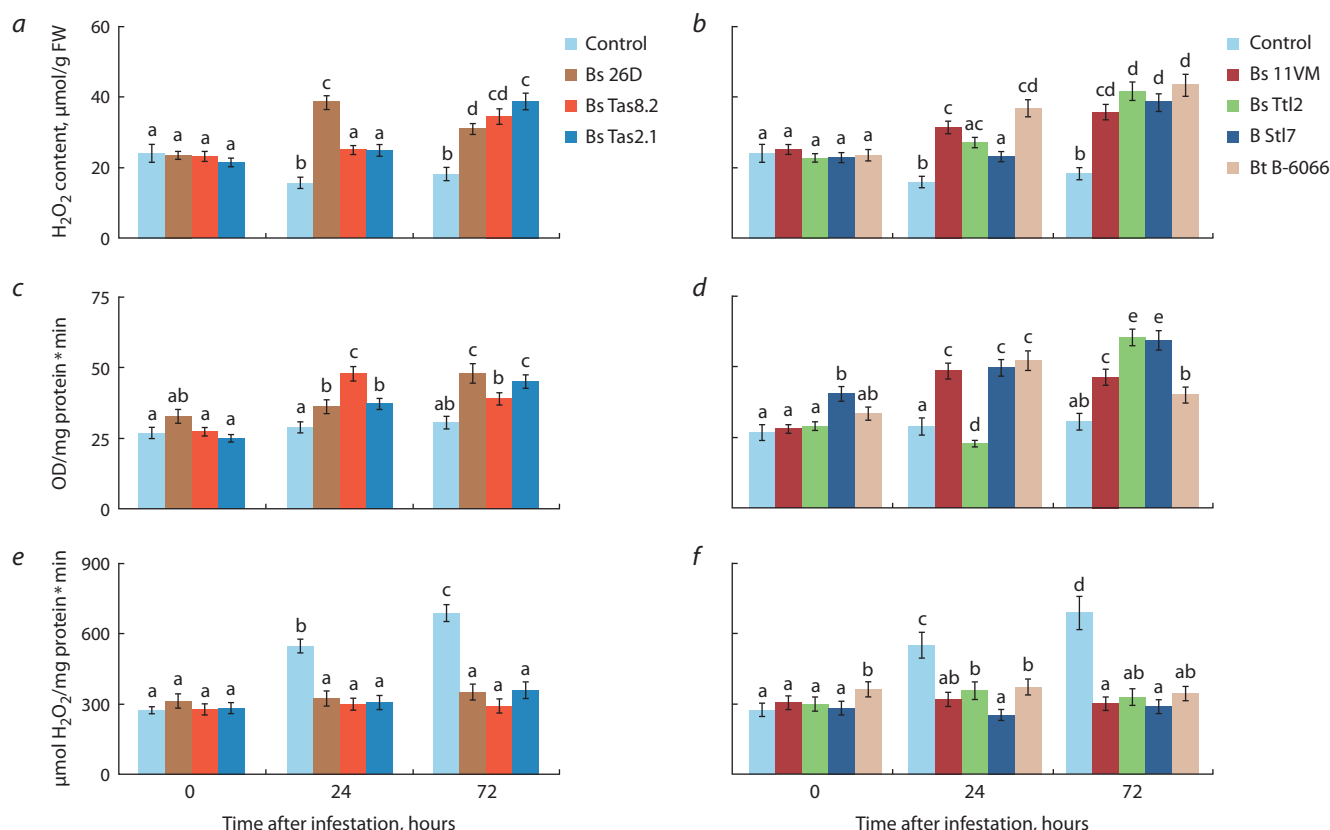 a
H₂O₂ content, μmol/g FW
60
40
20
0
a a a a
b c a a
b d cd c
Control
Bs 26D
Bs Tas8.2
Bs Tas2.1
b
a a a a a
b c ac a cd
b cd d d d
Control
Bs 11VM
Bs Ttl2
B Stl7
Bt B-6066
c
OD/mg protein*min
75
50
25
0
a ab a a
a b c b
ab c b c
d
a a a b ab
a c d c c
ab c e e b
e
μmol H₂O₂/mg protein*min
900
600
300
0
a a a a
b a a a
c a a a
0 24 72
Time after infestation, hours
f
a a a a b
c ab b a b
d a ab a ab
0 24 72
Time after infestation, hours